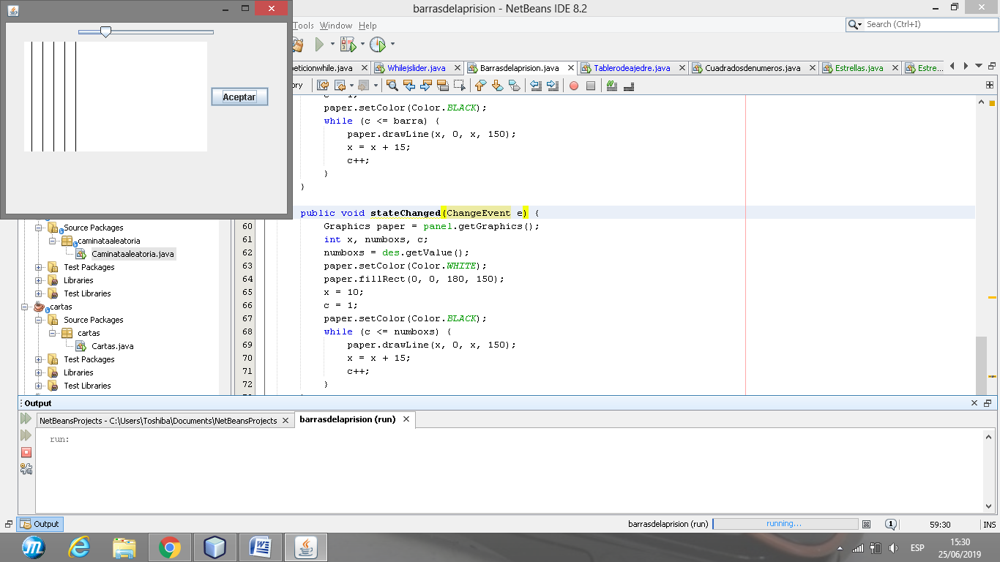 barrasdelaprision - NetBeans IDE 8.2
Tools Window Help
Search (Ctrl+I)
Aceptar
peticionwhile.java Whilejslider.java Barrasdelaprision.java Tablerodeajedre.java Cuadradosdenumeros.java Estrellas.java Estre...
ory
c = 1;
paper.setColor(Color.BLACK);
while (c <= barra) {
paper.drawLine(x, 0, x, 150);
x = x + 15;
c++;
}
}
public void stateChanged(ChangeEvent e) {
60 Graphics paper = panel.getGraphics();
61 int x, numboxs, c;
62 numboxs = des.getValue();
63 paper.setColor(Color.WHITE);
64 paper.fillRect(0, 0, 180, 150);
65 x = 10;
66 c = 1;
67 paper.setColor(Color.BLACK);
68 while (c <= numboxs) {
69 paper.drawLine(x, 0, x, 150);
70 x = x + 15;
71 c++;
72 }
Source Packages
caminataaleatoria
Caminataaleatoria.java
Test Packages
Libraries
Test Libraries
cartas
Source Packages
cartas
Cartas.java
Test Packages
Libraries
Test Libraries
Output
NetBeansProjects - C:\Users\Toshiba\Documents\NetBeansProjects barrasdelaprision (run)
run:
Output
barrasdelaprision (run) running... 1 59:30 INS
ESP
15:30
25/06/2019